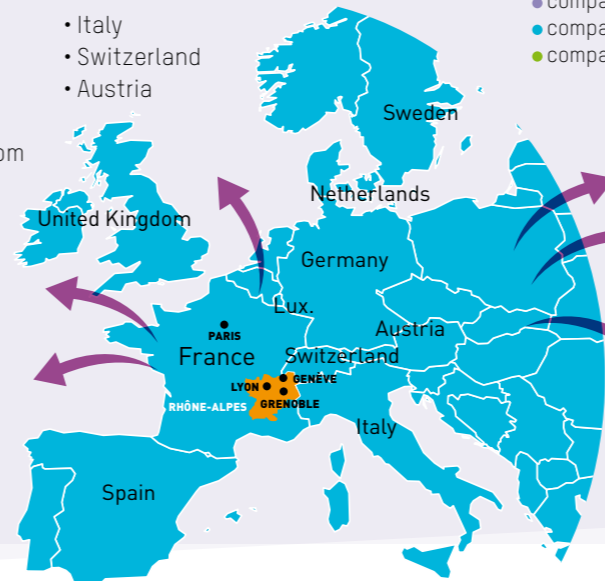 • Italy
• Switzerland
• Austria
Sweden
United Kingdom
Netherlands
Germany
Lux.
PARIS
France
Austria
Switzerland
LYON
GENÈVE
GRENOBLE
RHÔNE-ALPES
Italy
Spain